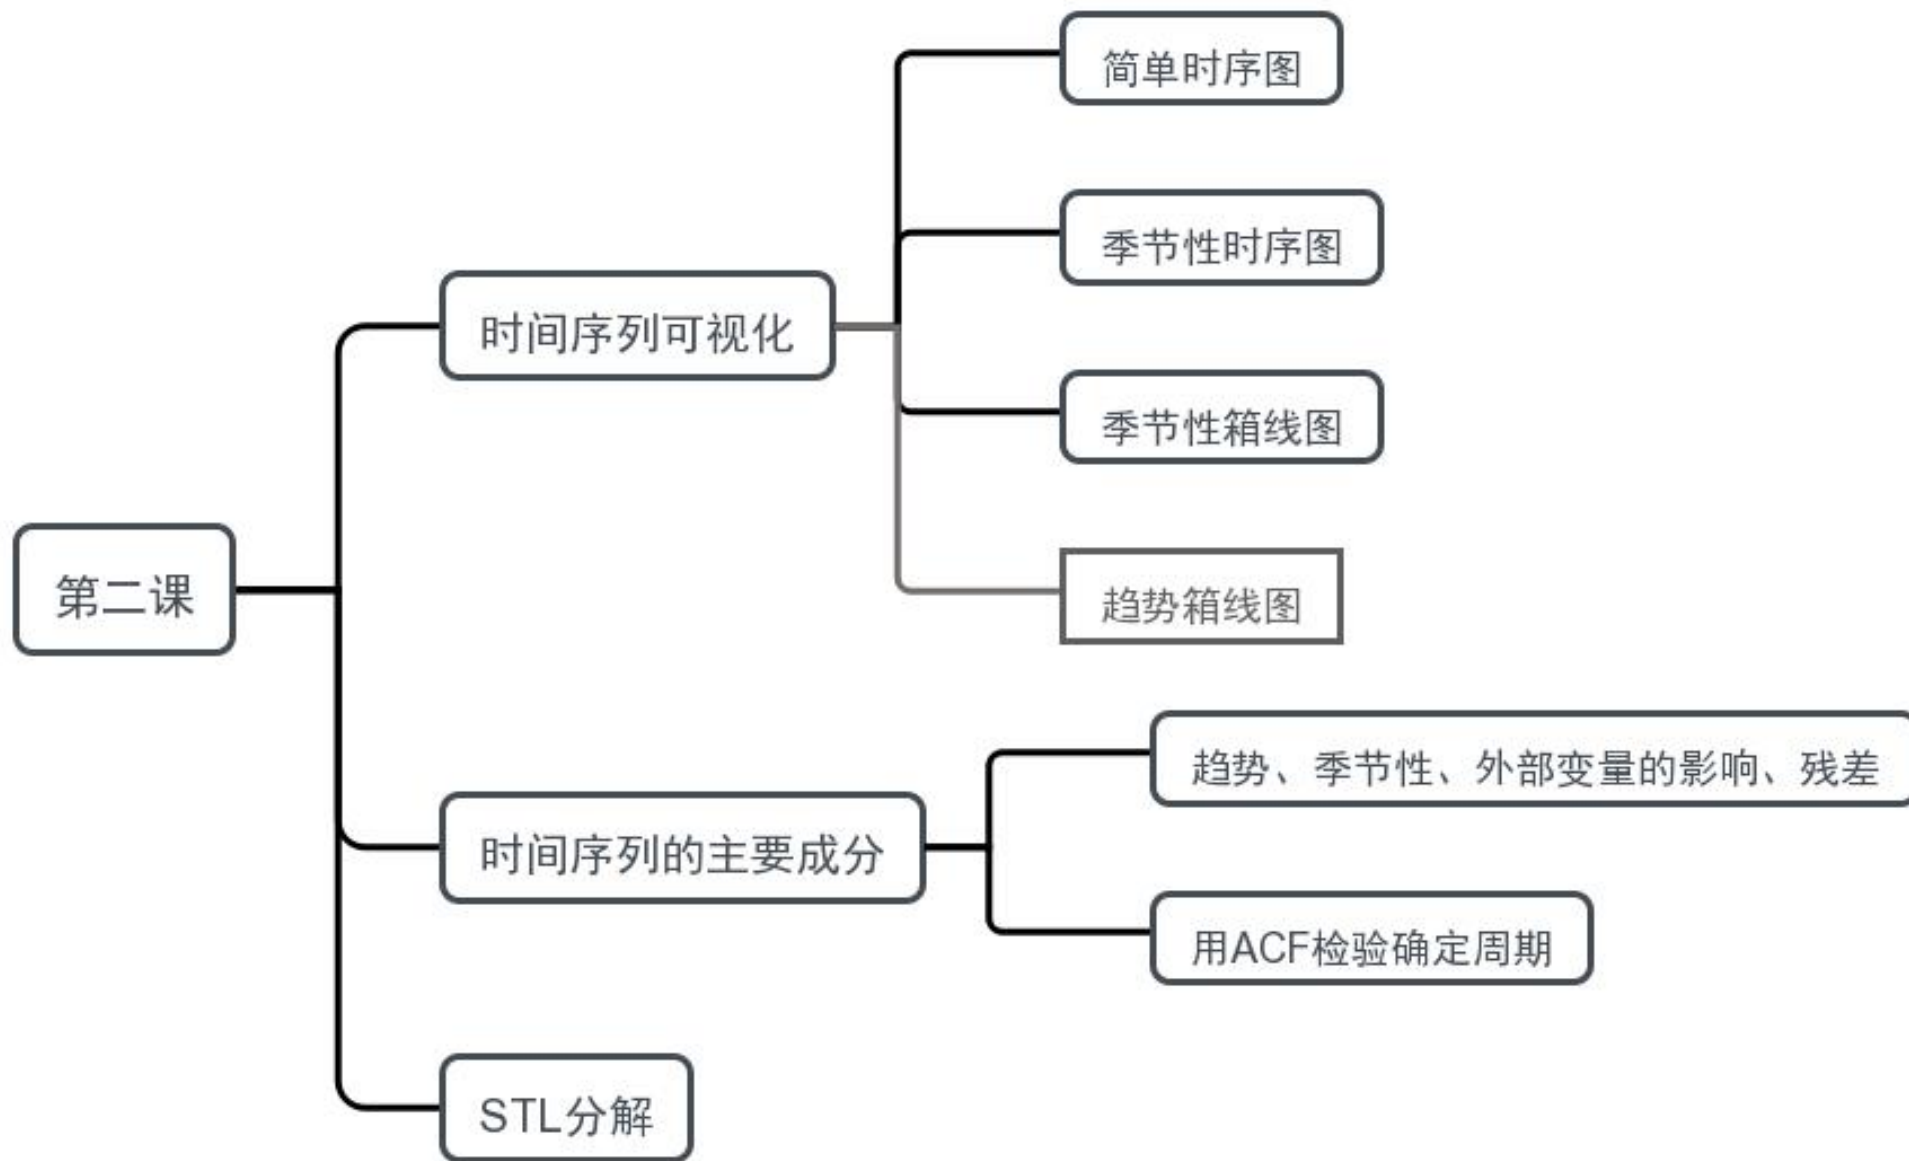 第二课
时间序列可视化
简单时序图
季节性时序图
季节性箱线图
趋势箱线图
时间序列的主要成分
趋势、季节性、外部变量的影响、残差
用ACF检验确定周期
STL分解